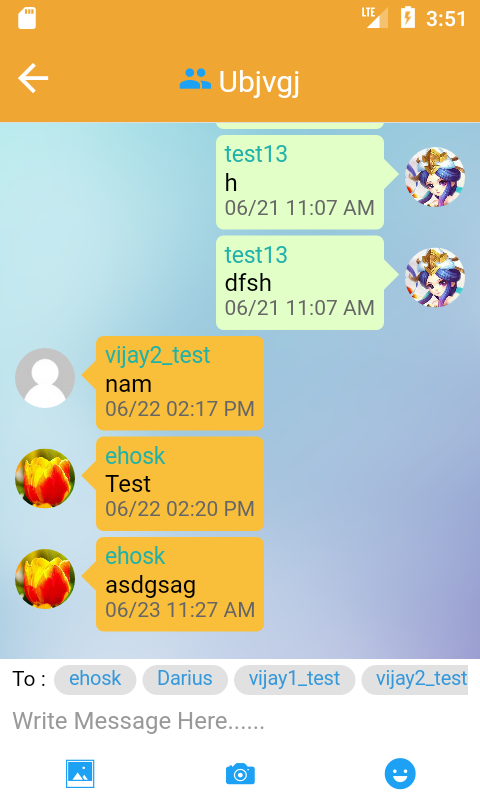 LTE 3:51
Ubjvgj
test13
h
06/21 11:07 AM
test13
dfsh
06/21 11:07 AM
vijay2_test
nam
06/22 02:17 PM
ehosk
Test
06/22 02:20 PM
ehosk
asdgsag
06/23 11:27 AM
To : ehosk Darius vijay1_test vijay2_test
Write Message Here......